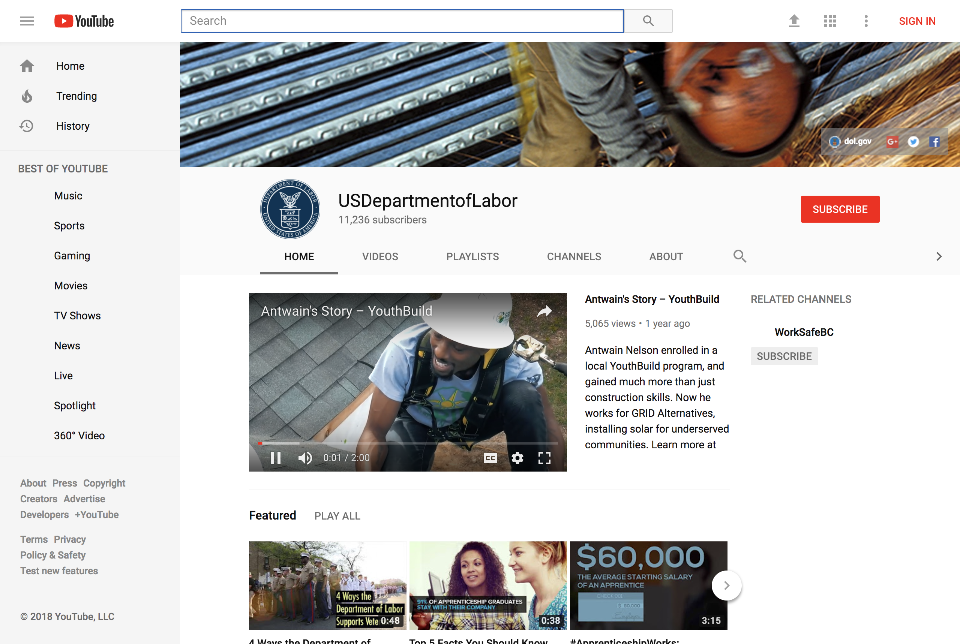 YouTube
Search
SIGN IN
Home
Trending
History
BEST OF YOUTUBE
Music
Sports
Gaming
Movies
TV Shows
News
Live
Spotlight
360° Video
About Press Copyright
Creators Advertise
Developers +YouTube
Terms Privacy
Policy & Safety
Test new features
© 2018 YouTube, LLC
dol.gov
G+
USDepartmentofLabor
11,236 subscribers
SUBSCRIBE
HOME VIDEOS PLAYLISTS CHANNELS ABOUT
Antwain's Story – YouthBuild
0:01 / 2:00
CC
Antwain's Story – YouthBuild
5,065 views • 1 year ago
Antwain Nelson enrolled in a
local YouthBuild program, and
gained much more than just
construction skills. Now he
works for GRID Alternatives,
installing solar for underserved
communities. Learn more at
RELATED CHANNELS
WorkSafeBC
SUBSCRIBE
Featured PLAY ALL
4 Ways the
Department of Labor
Supports Vete
0:48
OF APPRENTICESHIP GRADUATES
STAY WITH THEIR COMPANY
0:38
$60,000
THE AVERAGE STARTING SALARY
OF AN APPRENTICE
3:15
4 Ways the Department of
Top 5 Facts You Should Know
#ApprenticeshipWorks: